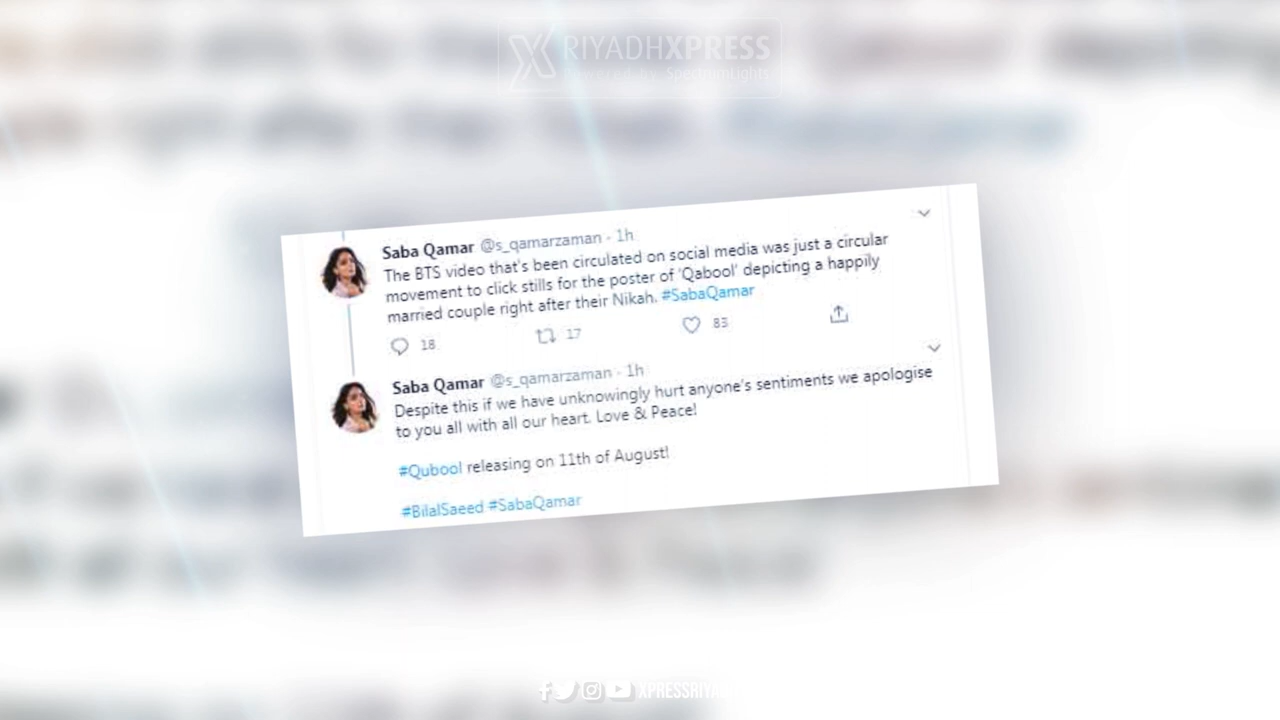 RIYADHXPRESS
Powered by SpectrumLights
Saba Qamar @s_qamarzaman · 1h
The BTS video that's been circulated on social media was just a circular
movement to click stills for the poster of 'Qabool' depicting a happily
married couple right after their Nikah. #SabaQamar
18 17 83
Saba Qamar @s_qamarzaman · 1h
Despite this if we have unknowingly hurt anyone's sentiments we apologise
to you all with all our heart. Love & Peace!
#Qubool releasing on 11th of August!
#BilalSaeed #SabaQamar